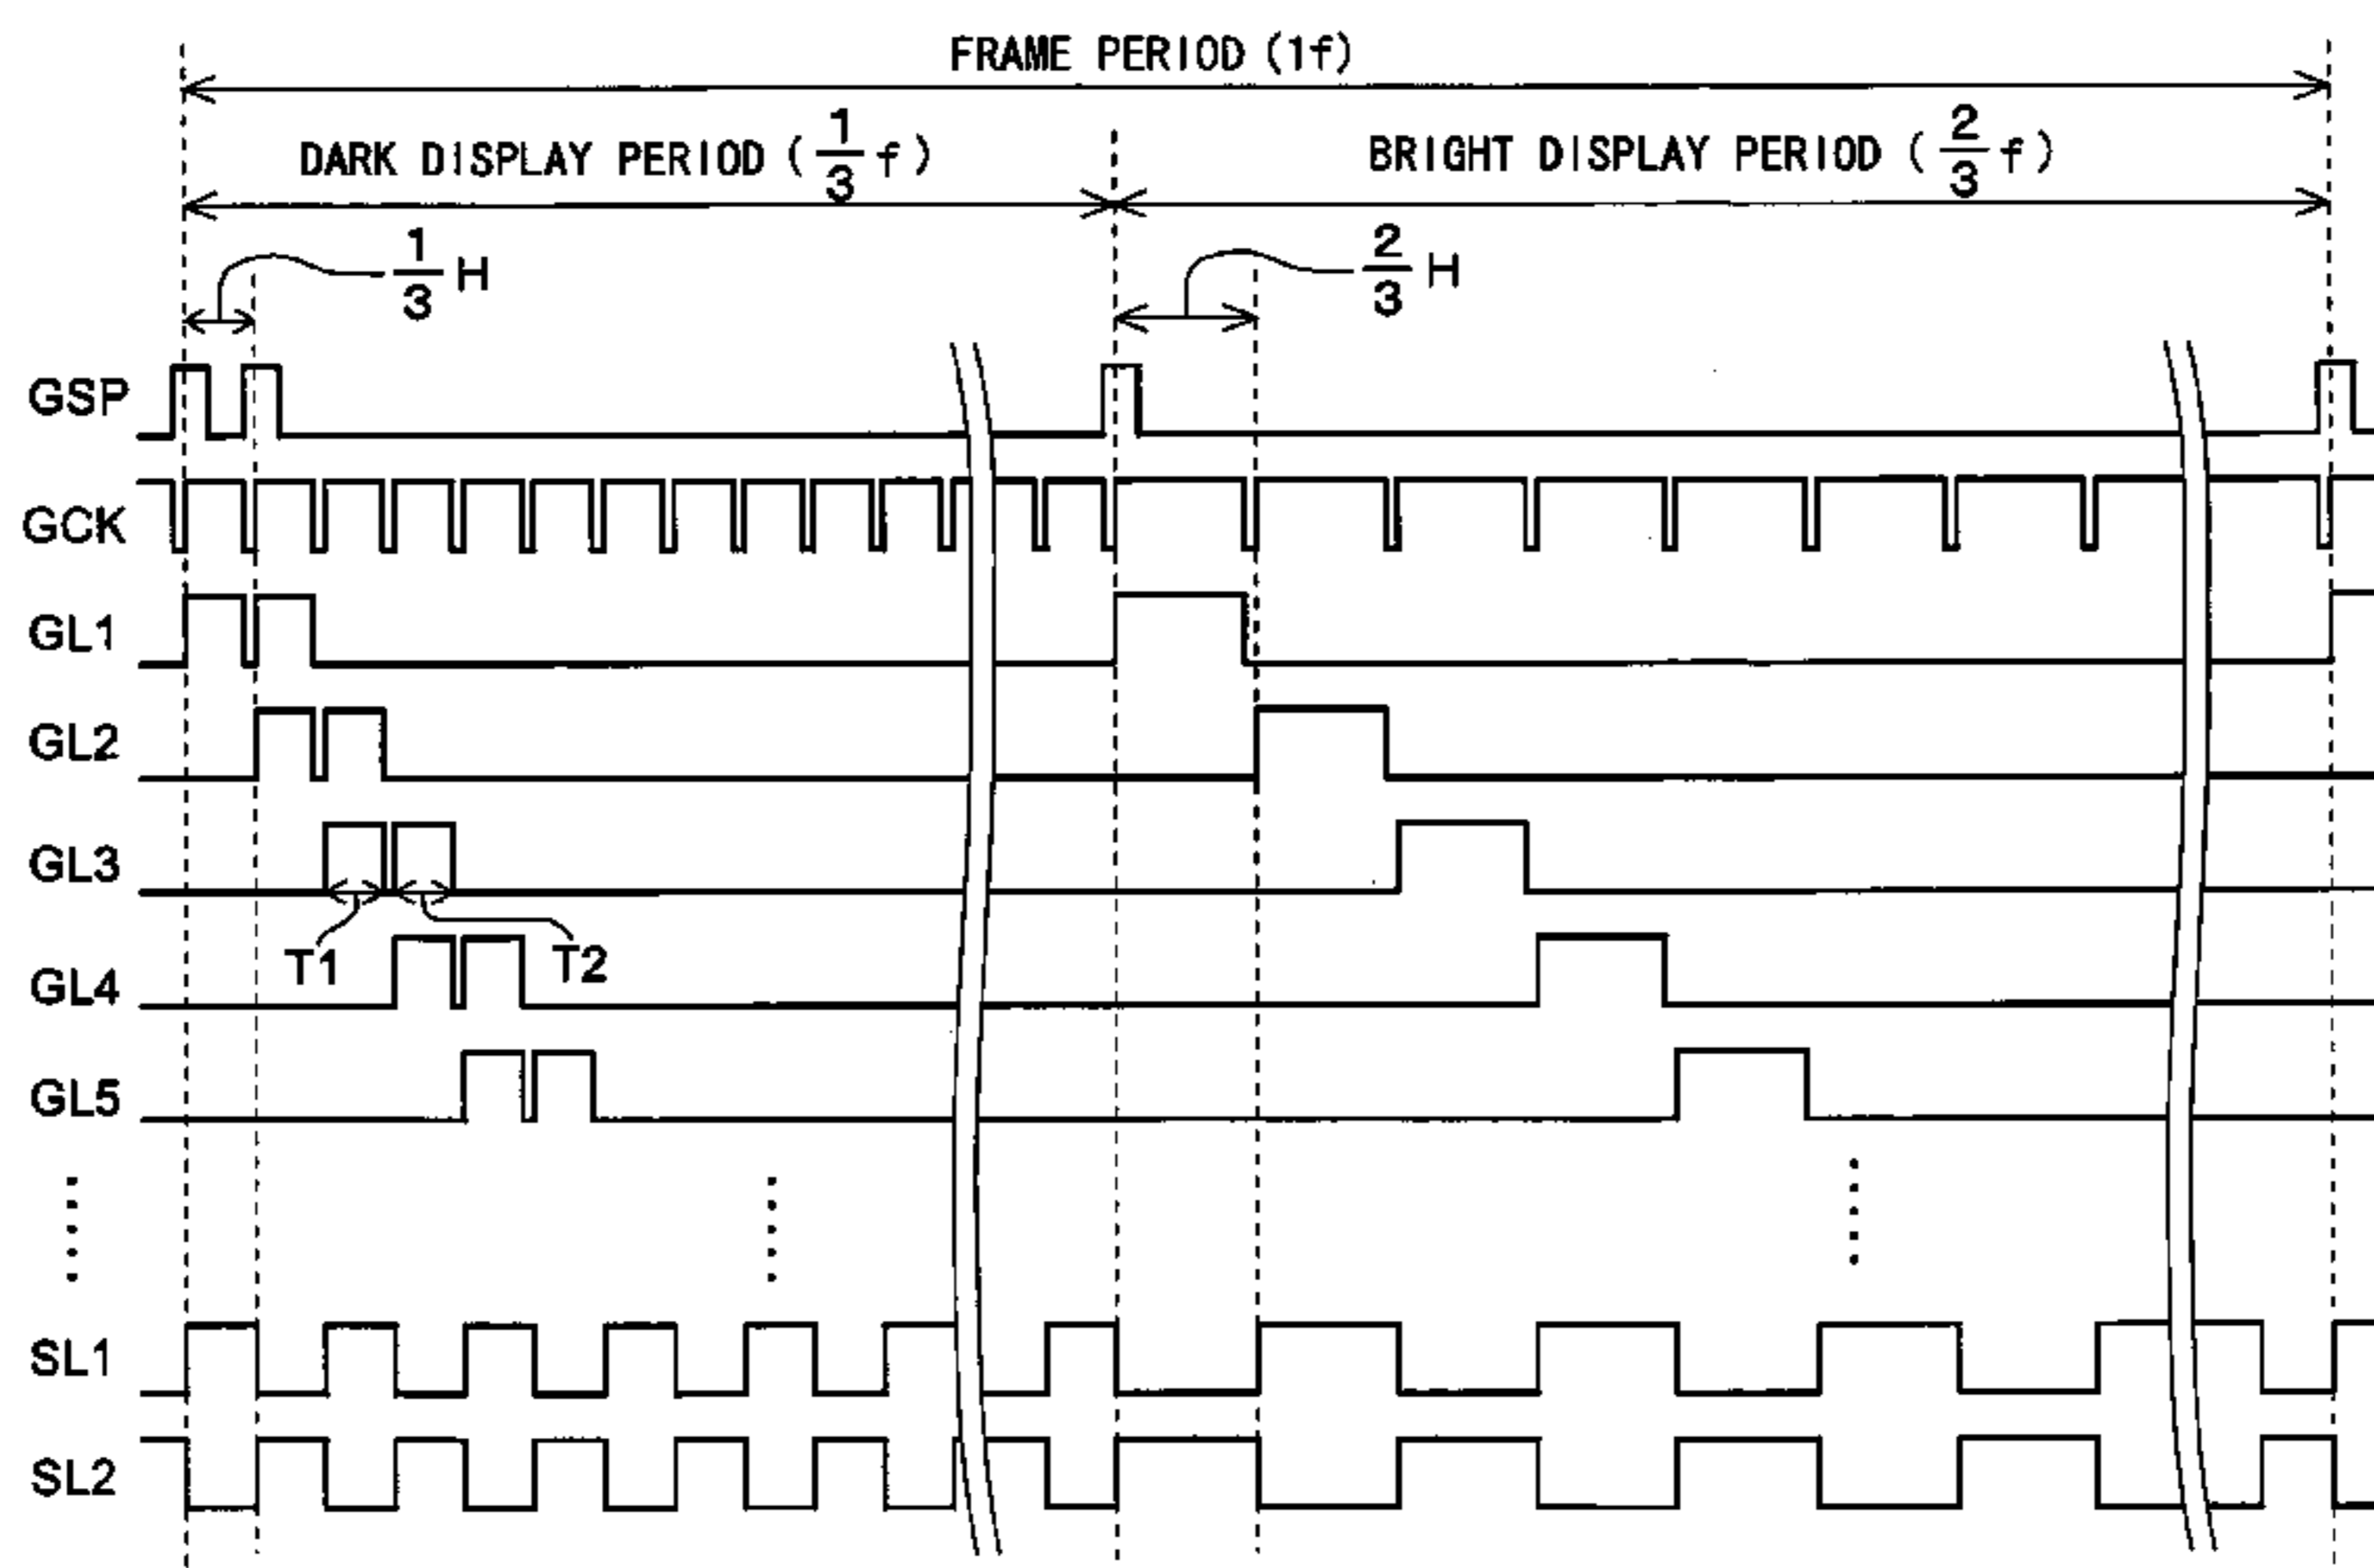 FRAME PERIOD (1f)
DARK DISPLAY PERIOD ( 1/3 f ) BRIGHT DISPLAY PERIOD ( 2/3 f )
1/3 H 2/3 H
GSP
GCK
GL1
GL2
GL3
T1 T2
GL4
GL5
SL1
SL2